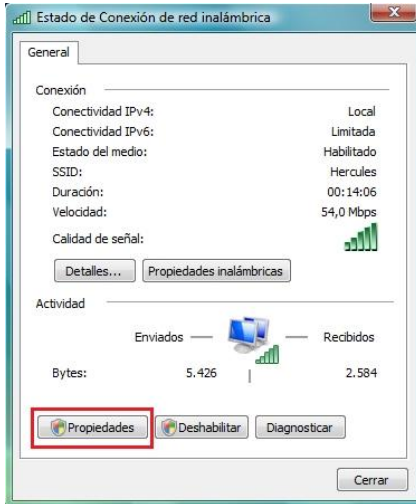 Estado de Conexión de red inalámbrica
General
Conexión
Conectividad IPv4: Local
Conectividad IPv6: Limitada
Estado del medio: Habilitado
SSID: Hercules
Duración: 00:14:06
Velocidad: 54,0 Mbps
Calidad de señal:
Detalles... Propiedades inalámbricas
Actividad
Enviados — Recibidos
Bytes: 5.426 2.584
Propiedades Deshabilitar Diagnosticar
Cerrar